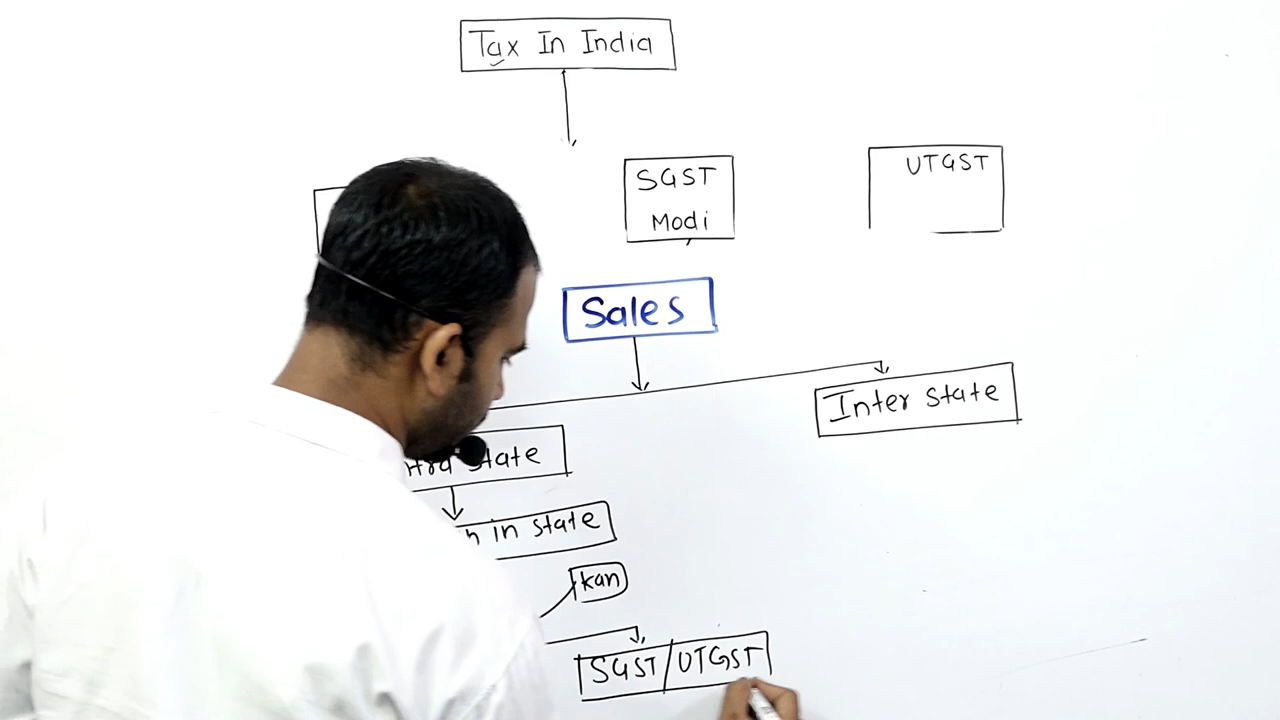 Tax In India
SGST
Modi
UTGST
Sales
Inter state
state
in state
kan
SGST/UTGST